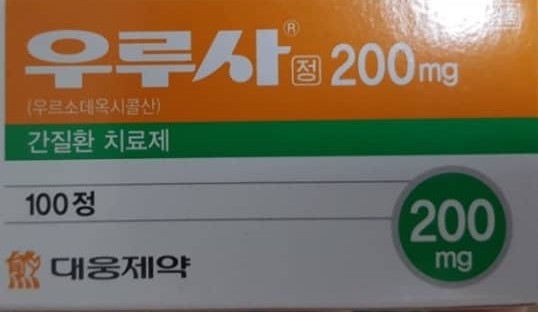 우루사® 정 200mg
(우르소데옥시콜산)
간질환 치료제
100정
200
mg
熊 대웅제약